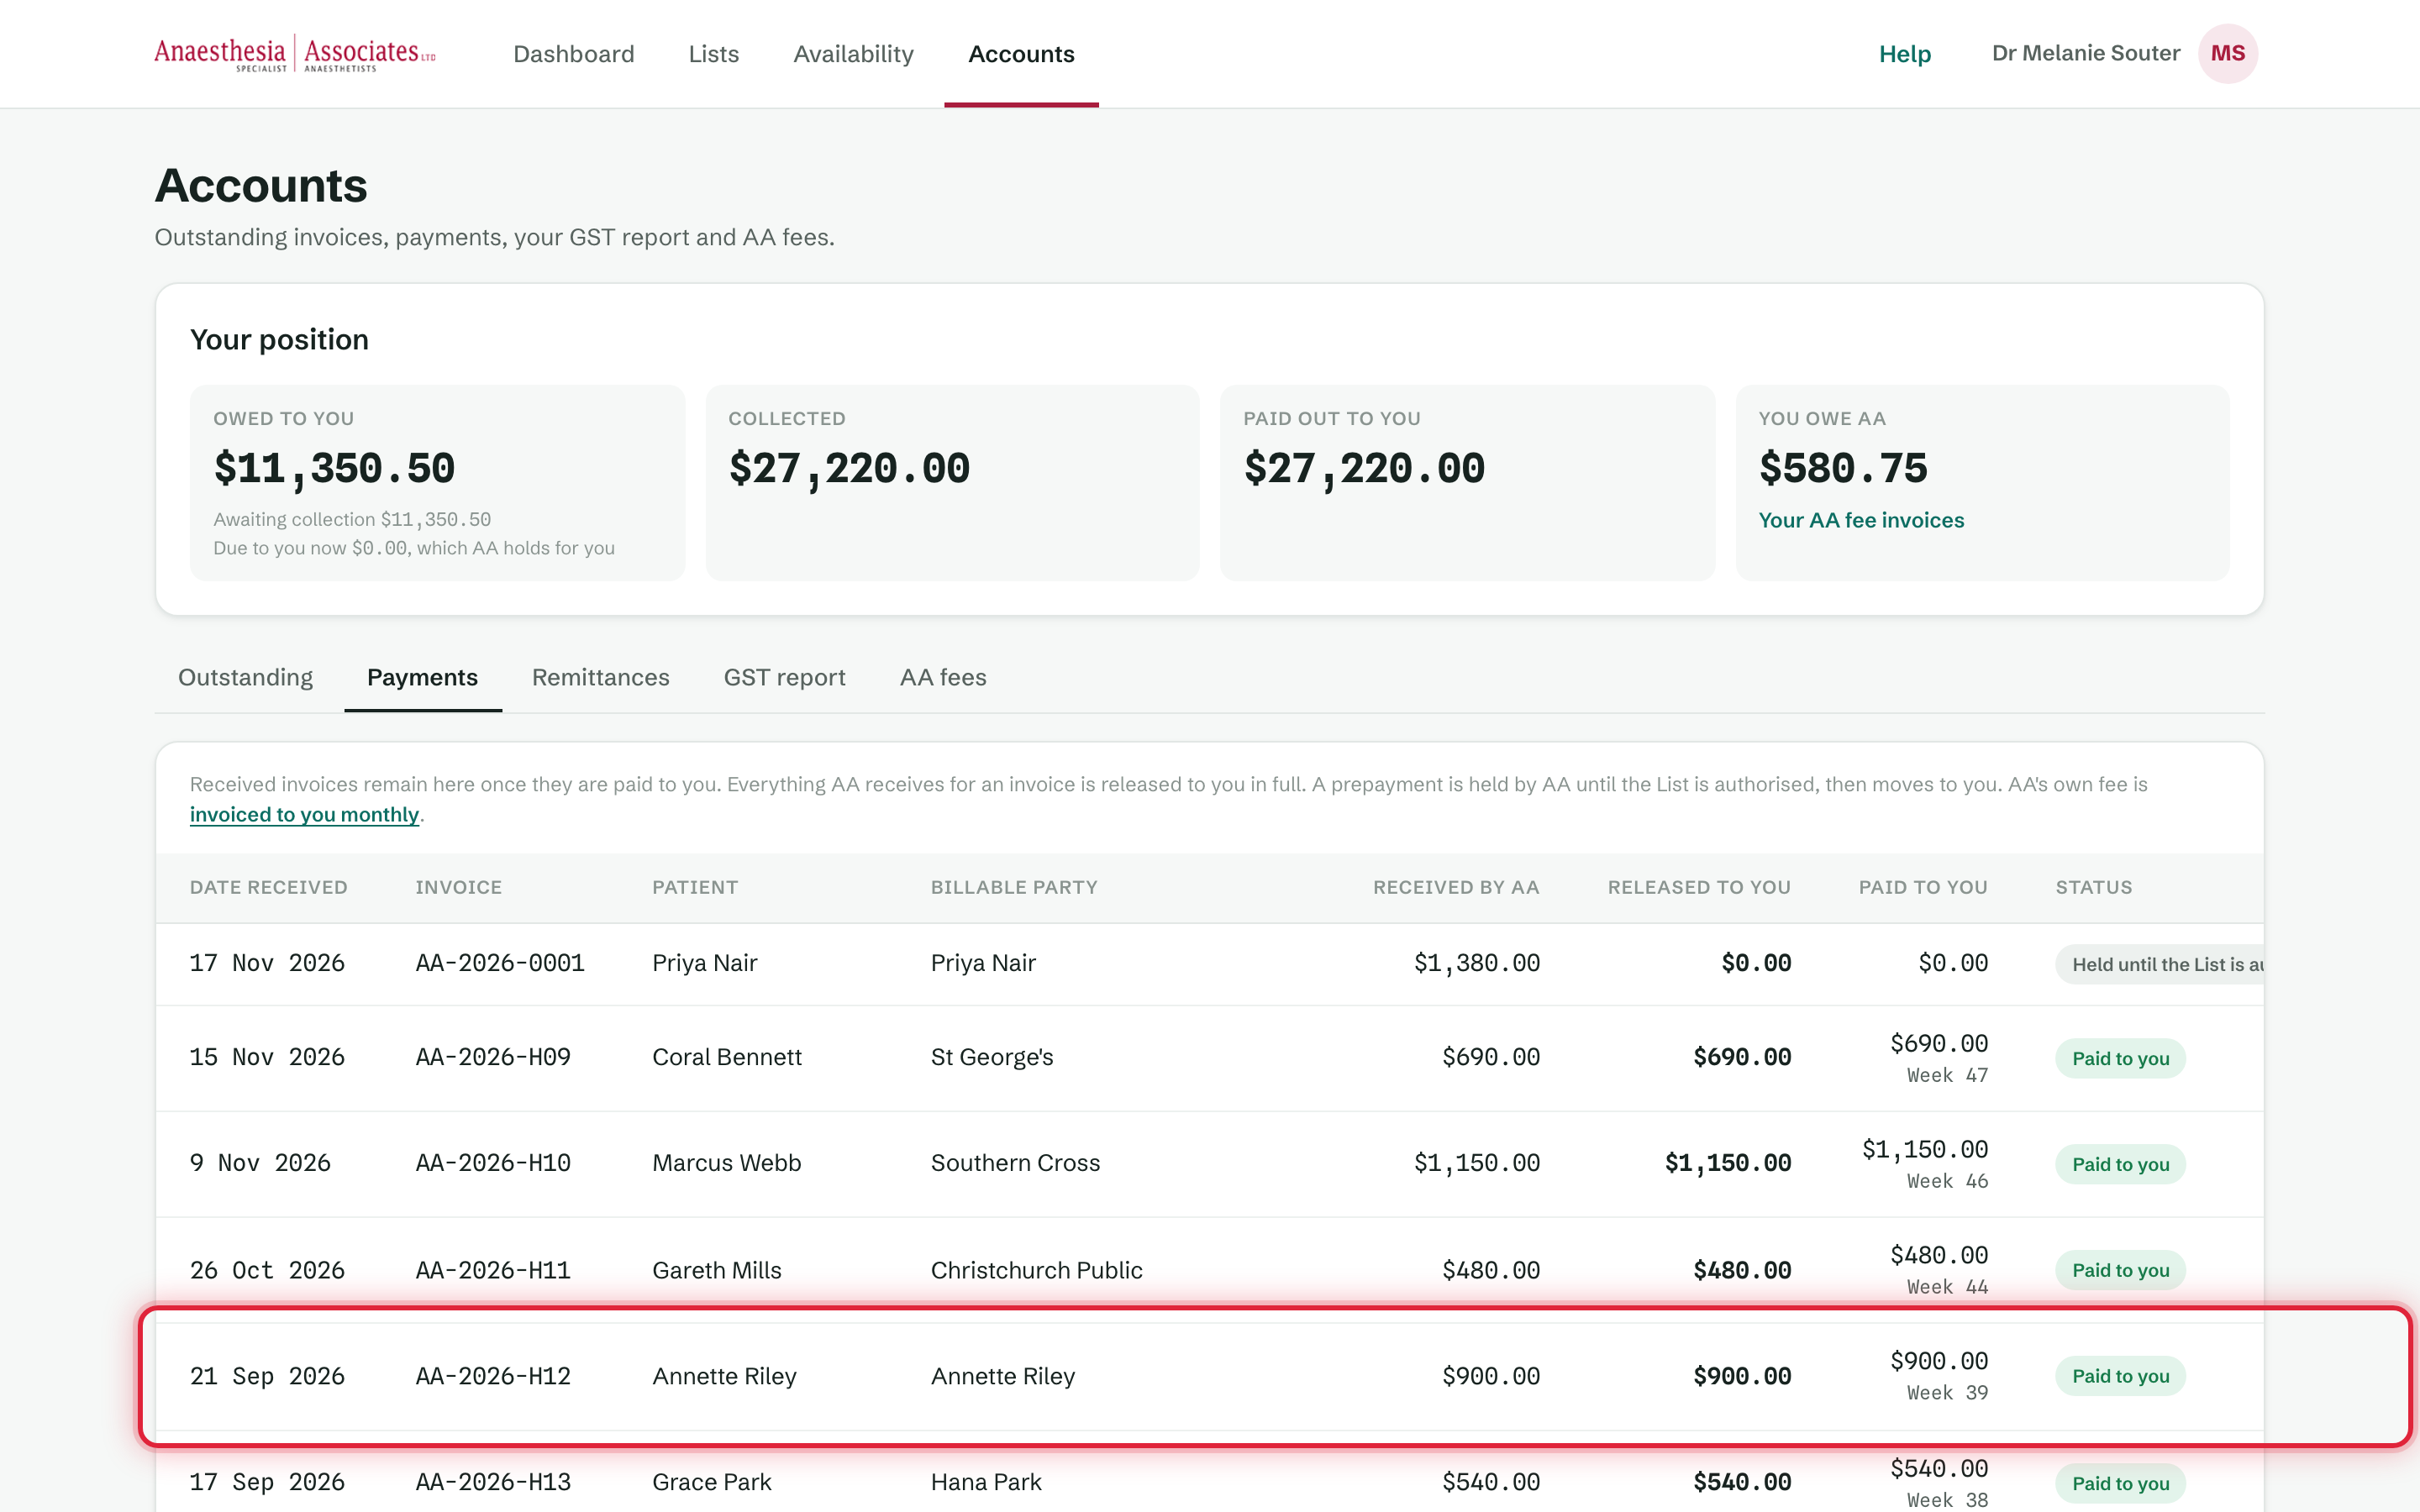 Anaesthesia | Associates LTD
SPECIALIST ANAESTHETISTS
Dashboard
Lists
Availability
Accounts
Help
Dr Melanie Souter
MS
Accounts
Outstanding invoices, payments, your GST report and AA fees.
Your position
OWED TO YOU
$11,350.50
Awaiting collection $11,350.50
Due to you now $0.00, which AA holds for you
COLLECTED
$27,220.00
PAID OUT TO YOU
$27,220.00
YOU OWE AA
$580.75
Your AA fee invoices
Outstanding
Payments
Remittances
GST report
AA fees
Received invoices remain here once they are paid to you. Everything AA receives for an invoice is released to you in full. A prepayment is held by AA until the List is authorised, then moves to you. AA's own fee is
invoiced to you monthly.
DATE RECEIVED INVOICE PATIENT BILLABLE PARTY RECEIVED BY AA RELEASED TO YOU PAID TO YOU STATUS
17 Nov 2026 AA-2026-0001 Priya Nair Priya Nair $1,380.00 $0.00 $0.00 Held until the List is
15 Nov 2026 AA-2026-H09 Coral Bennett St George's $690.00 $690.00 $690.00 Paid to you
Week 47
9 Nov 2026 AA-2026-H10 Marcus Webb Southern Cross $1,150.00 $1,150.00 $1,150.00 Paid to you
Week 46
26 Oct 2026 AA-2026-H11 Gareth Mills Christchurch Public $480.00 $480.00 $480.00 Paid to you
Week 44
21 Sep 2026 AA-2026-H12 Annette Riley Annette Riley $900.00 $900.00 $900.00 Paid to you
Week 39
17 Sep 2026 AA-2026-H13 Grace Park Hana Park $540.00 $540.00 $540.00 Paid to you
Week 38